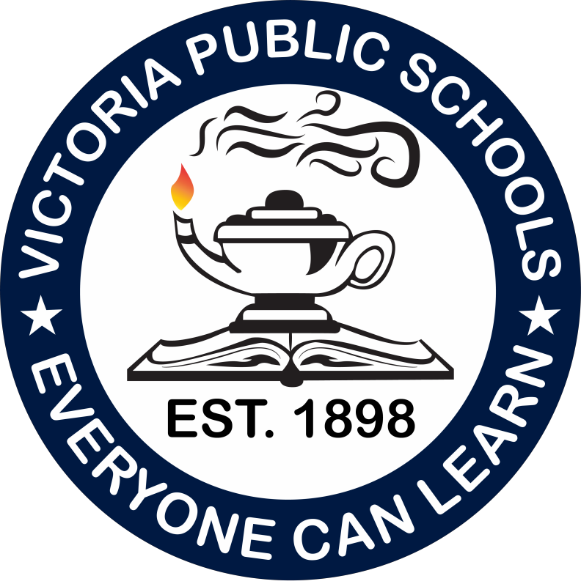 VICTORIA PUBLIC SCHOOLS
EST. 1898
EVERYONE CAN LEARN